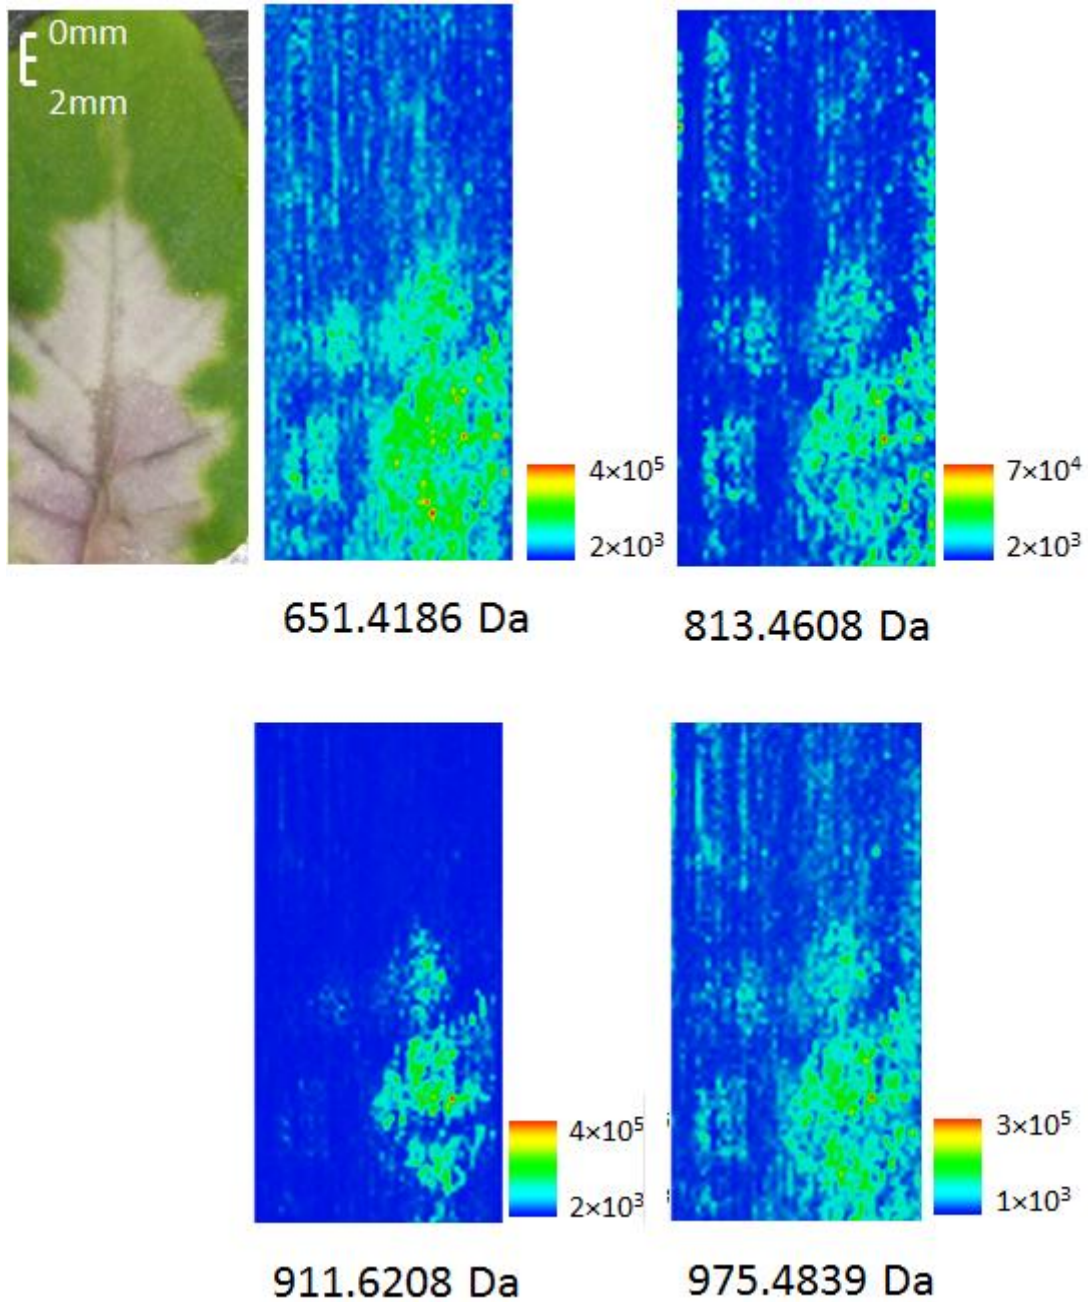 0mm
2mm
4×10⁵
2×10³
7×10⁴
2×10³
651.4186 Da
813.4608 Da
4×10⁵
2×10³
3×10⁵
1×10³
911.6208 Da
975.4839 Da